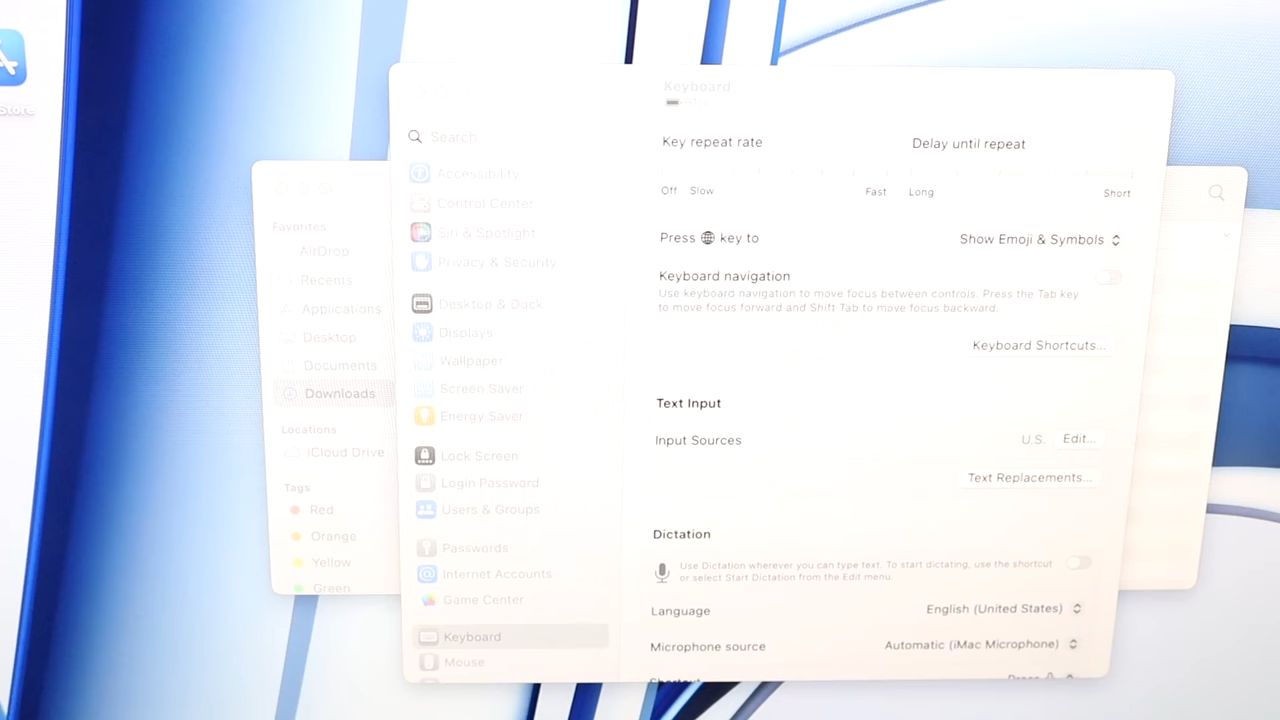 Store
Favorites
AirDrop
Recents
Applications
Desktop
Documents
Downloads
Locations
iCloud Drive
Tags
Red
Orange
Yellow
Green
Search
Accessibility
Control Center
Siri & Spotlight
Privacy & Security
Desktop & Dock
Displays
Wallpaper
Screen Saver
Energy Saver
Lock Screen
Login Password
Users & Groups
Passwords
Internet Accounts
Game Center
Keyboard
Mouse
Keyboard
Key repeat rate
Delay until repeat
Off Slow Fast Long Short
Press key to Show Emoji & Symbols
Keyboard navigation
Use keyboard navigation to move focus between controls. Press the Tab key
to move focus forward and Shift Tab to move focus backward.
Keyboard Shortcuts...
Text Input
Input Sources U.S. Edit...
Text Replacements...
Dictation
Use Dictation wherever you can type text. To start dictating, use the shortcut
or select Start Dictation from the Edit menu.
Language English (United States)
Microphone source Automatic (iMac Microphone)
Shortcut Press